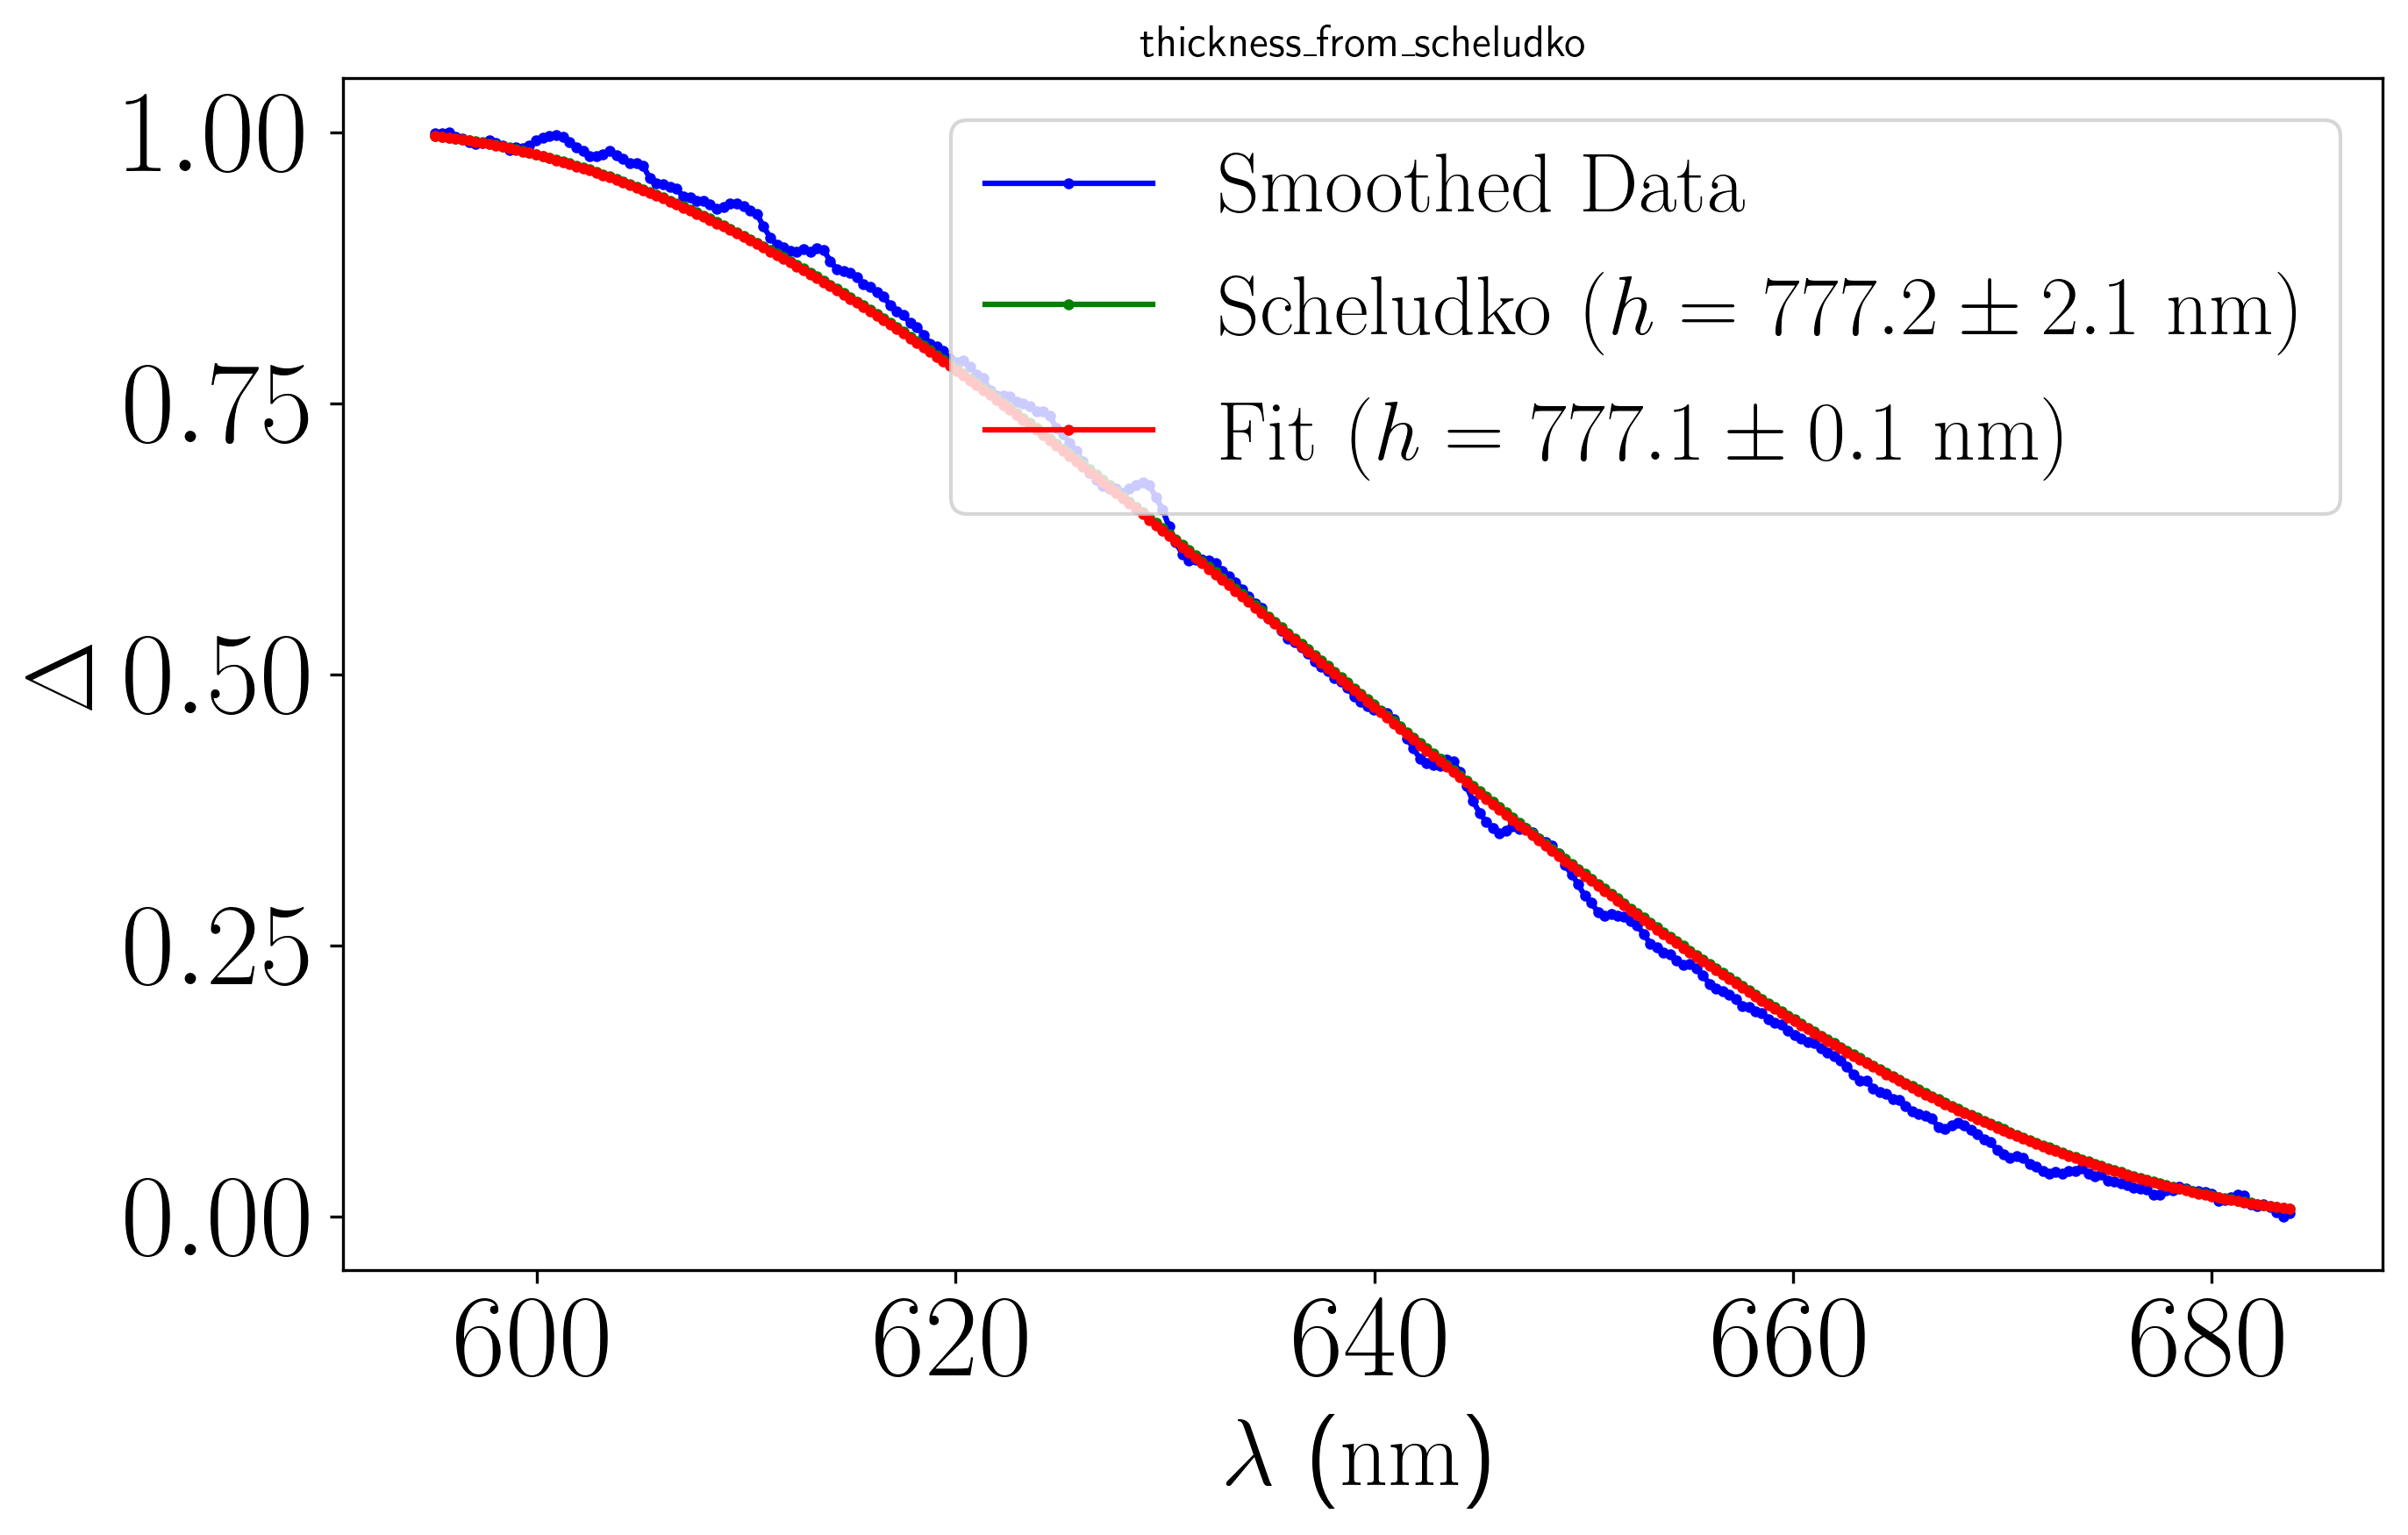 thickness_from_scheludko
1.00
0.75
0.50
0.25
0.00
Δ
Smoothed Data
Scheludko (h = 777.2 ± 2.1 nm)
Fit (h = 777.1 ± 0.1 nm)
600 620 640 660 680
λ (nm)